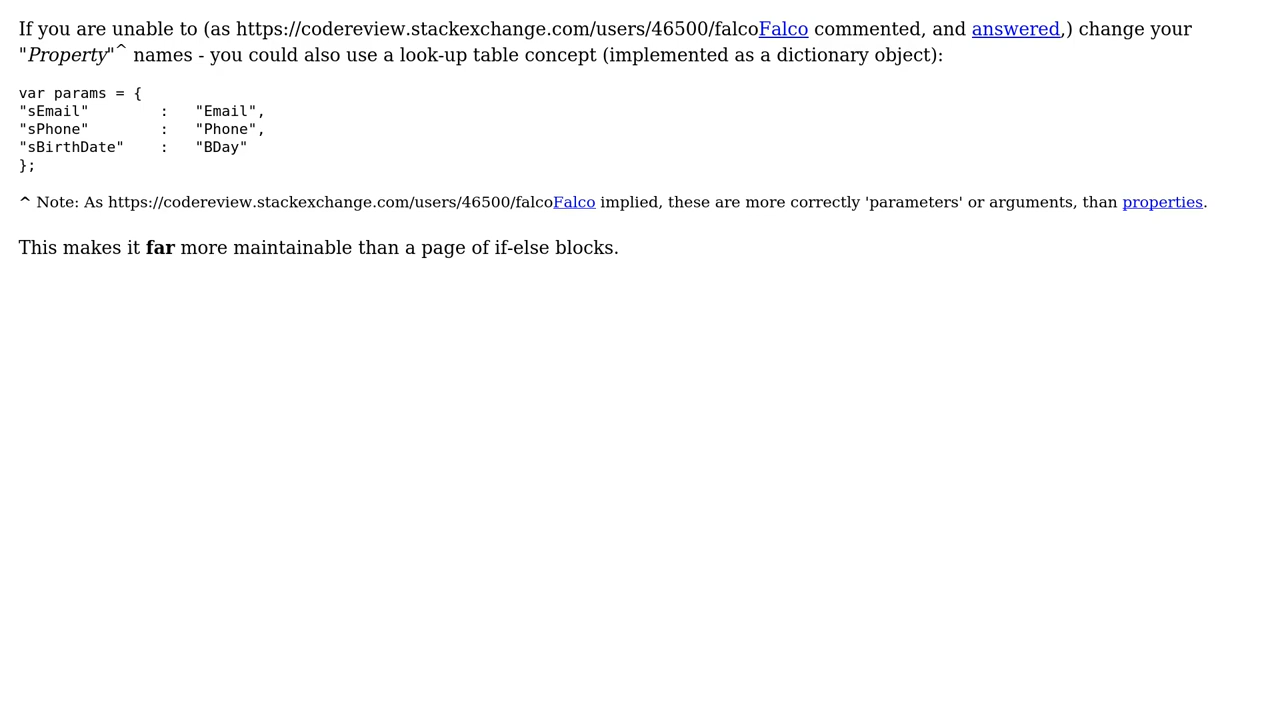 If you are unable to (as https://codereview.stackexchange.com/users/46500/falcoFalco commented, and answered,) change your
"Property"^ names - you could also use a look-up table concept (implemented as a dictionary object):
var params = {
"sEmail"        :   "Email",
"sPhone"        :   "Phone",
"sBirthDate"    :   "BDay"
};
^ Note: As https://codereview.stackexchange.com/users/46500/falcoFalco implied, these are more correctly 'parameters' or arguments, than properties.
This makes it far more maintainable than a page of if-else blocks.